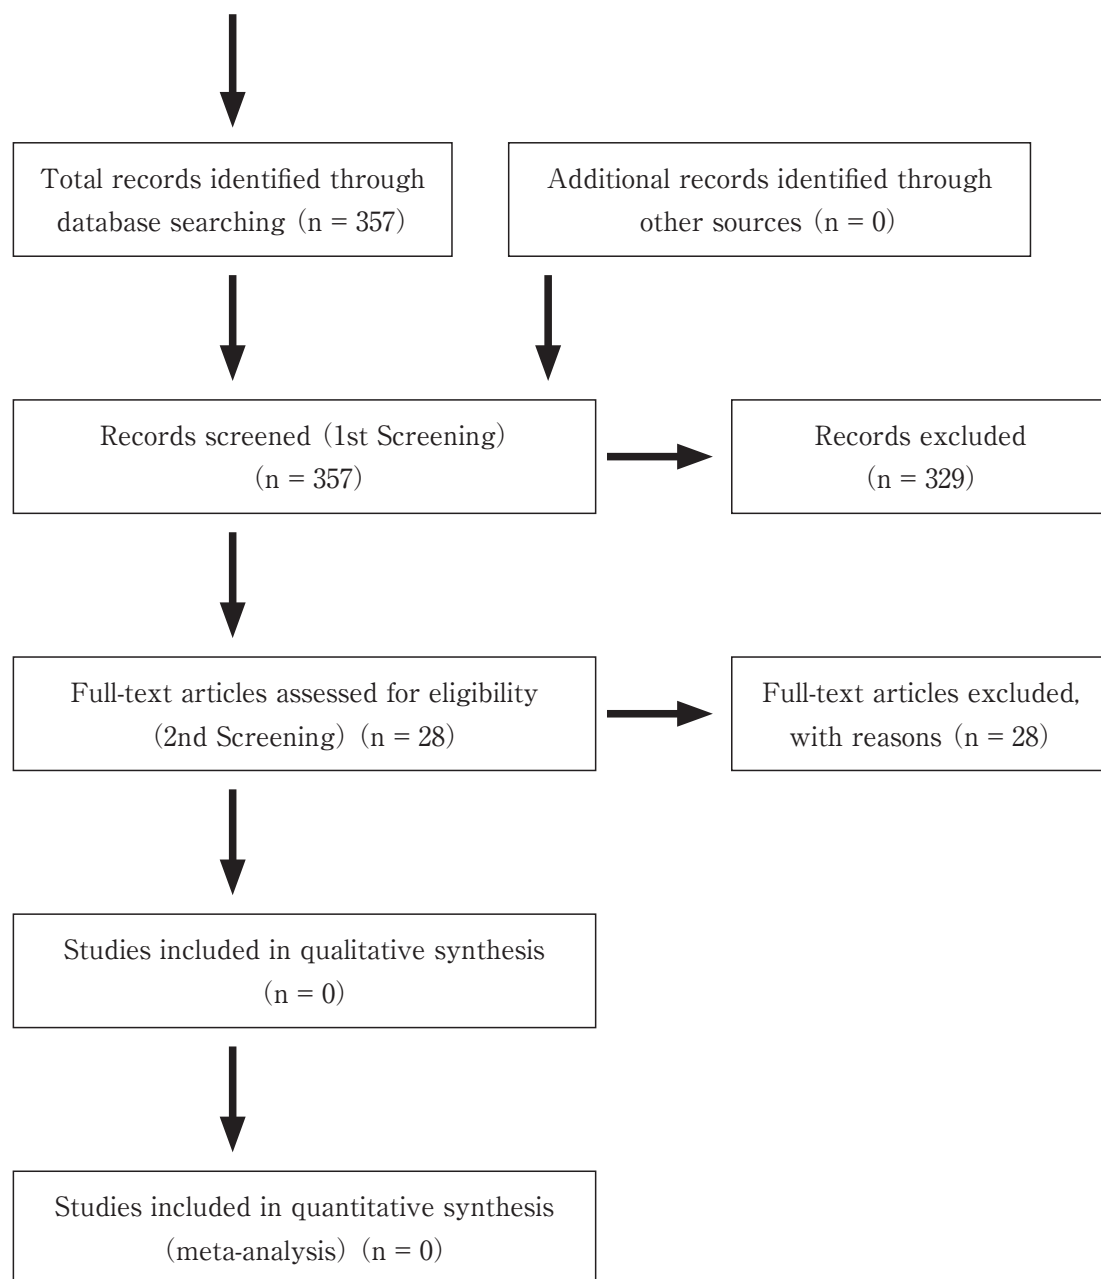 Total records identified through
database searching (n = 357)
Additional records identified through
other sources (n = 0)
Records screened (1st Screening)
(n = 357)
Records excluded
(n = 329)
Full-text articles assessed for eligibility
(2nd Screening) (n = 28)
Full-text articles excluded,
with reasons (n = 28)
Studies included in qualitative synthesis
(n = 0)
Studies included in quantitative synthesis
(meta-analysis) (n = 0)